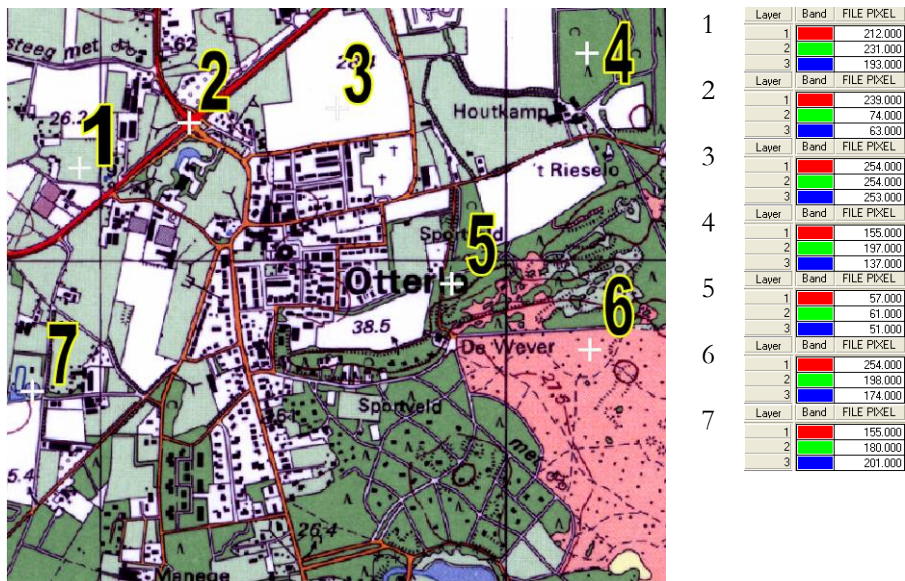 steeg met
62
1
2
3
4
26.2
Houtkamp
't Rieselo
Sportveld
5
Otterlo
6
7
38.5
De Wever
Sportveld
5.4
26.4
Manege
1
Layer Band FILE PIXEL
1 212.000
2 231.000
3 193.000
2
Layer Band FILE PIXEL
1 239.000
2 74.000
3 63.000
3
Layer Band FILE PIXEL
1 254.000
2 254.000
3 253.000
4
Layer Band FILE PIXEL
1 155.000
2 197.000
3 137.000
5
Layer Band FILE PIXEL
1 57.000
2 61.000
3 51.000
6
Layer Band FILE PIXEL
1 254.000
2 198.000
3 174.000
7
Layer Band FILE PIXEL
1 155.000
2 180.000
3 201.000